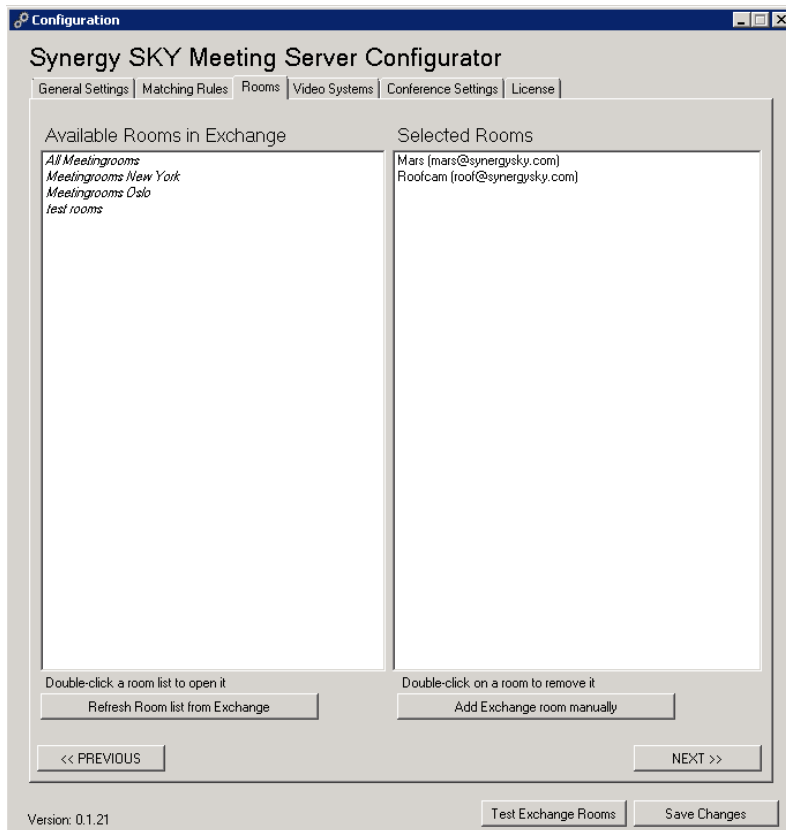 Configuration
Synergy SKY Meeting Server Configurator
General Settings Matching Rules Rooms Video Systems Conference Settings License
Available Rooms in Exchange
All Meetingrooms
Meetingrooms New York
Meetingrooms Oslo
test rooms
Selected Rooms
Mars (mars@synergysky.com)
Roofcam (roof@synergysky.com)
Double-click a room list to open it
Refresh Room list from Exchange
Double-click on a room to remove it
Add Exchange room manually
<< PREVIOUS
NEXT >>
Version: 0.1.21
Test Exchange Rooms
Save Changes